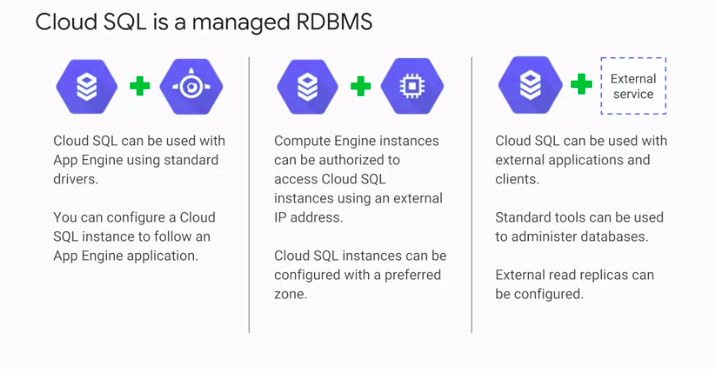 Cloud SQL is a managed RDBMS
Cloud SQL can be used with
App Engine using standard
drivers.
You can configure a Cloud
SQL instance to follow an
App Engine application.
Compute Engine instances
can be authorized to
access Cloud SQL
instances using an external
IP address.
Cloud SQL instances can be
configured with a preferred
zone.
External
service
Cloud SQL can be used with
external applications and
clients.
Standard tools can be used
to administer databases.
External read replicas can
be configured.